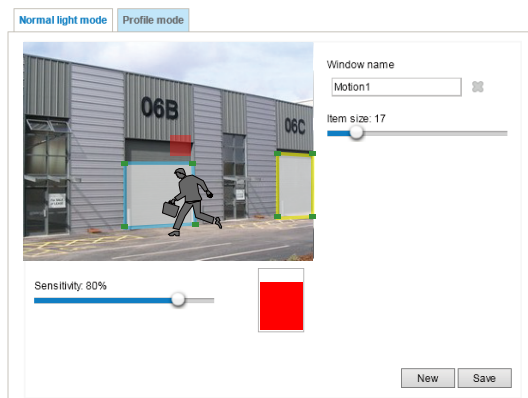 Normal light mode
Profile mode
Window name
Motion1
Item size: 17
06B
06C
Sensitivity: 80%
New
Save